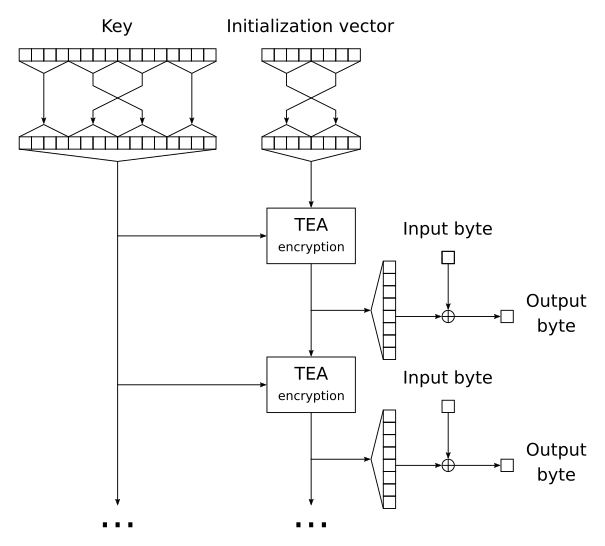 Key
Initialization vector
TEA
encryption
Input byte
Output
byte
TEA
encryption
Input byte
Output
byte
... ...